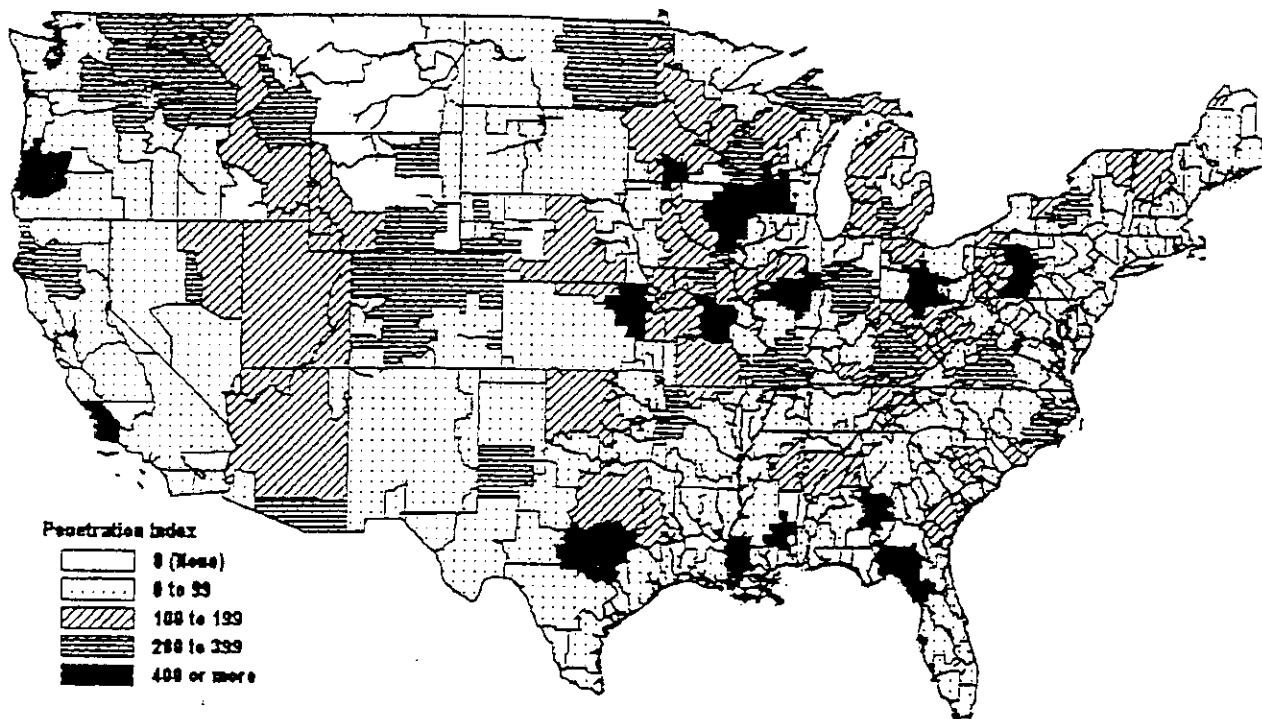 Penetration Index
0 (None)
0 to 99
100 to 199
200 to 399
400 or more